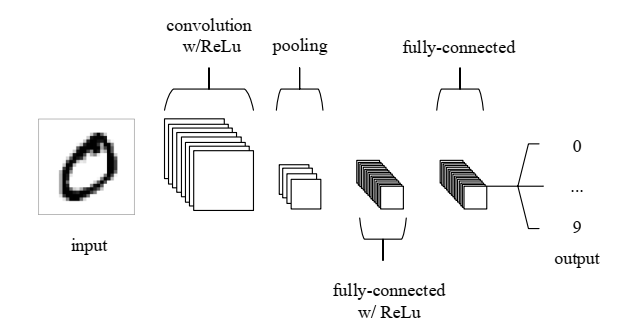 convolution
w/ReLu
pooling
fully-connected
input
0
...
9
output
fully-connected
w/ ReLu